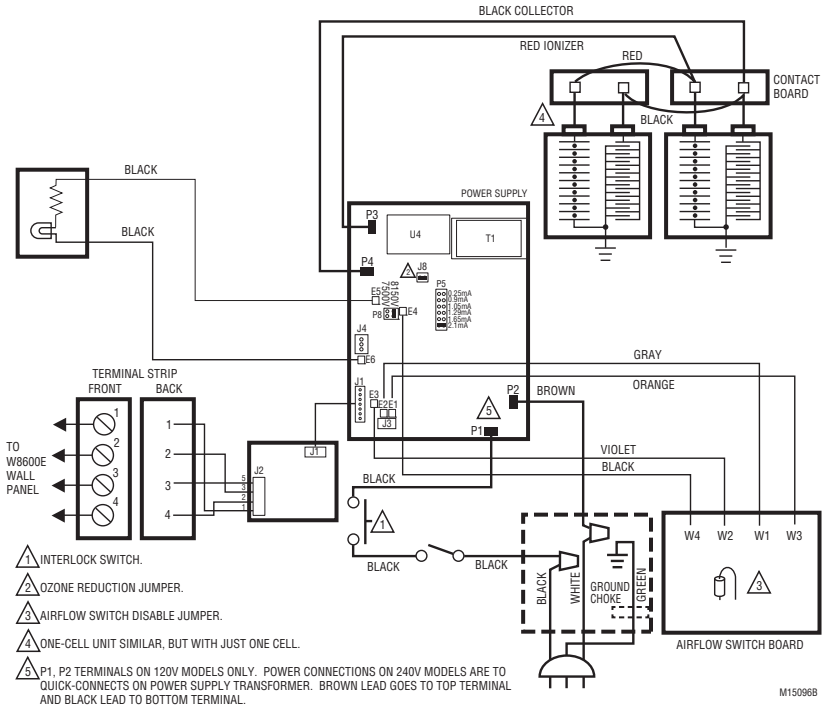 BLACK COLLECTOR
RED IONIZER
RED
CONTACT
BOARD
BLACK
4
BLACK
BLACK
POWER SUPPLY
P3
U4
T1
P4
2
J8
E5
7500V
8150V
P8
E4
P5
0.25mA
0.9mA
1.05mA
1.29mA
1.65mA
2.1mA
J4
E6
GRAY
ORANGE
J1
E3
E2
E1
J3
5
P2
BROWN
P1
VIOLET
BLACK
TERMINAL STRIP
FRONT
BACK
1
2
3
4
1
2
3
4
TO
W8600E
WALL
PANEL
J1
J2
5
3
2
1
BLACK
1
BLACK
BLACK
BLACK
WHITE
GROUND
CHOKE
GREEN
W4
W2
W1
W3
3
AIRFLOW SWITCH BOARD
1 INTERLOCK SWITCH.
2 OZONE REDUCTION JUMPER.
3 AIRFLOW SWITCH DISABLE JUMPER.
4 ONE-CELL UNIT SIMILAR, BUT WITH JUST ONE CELL.
5 P1, P2 TERMINALS ON 120V MODELS ONLY. POWER CONNECTIONS ON 240V MODELS ARE TO
QUICK-CONNECTS ON POWER SUPPLY TRANSFORMER. BROWN LEAD GOES TO TOP TERMINAL
AND BLACK LEAD TO BOTTOM TERMINAL.
M15096B